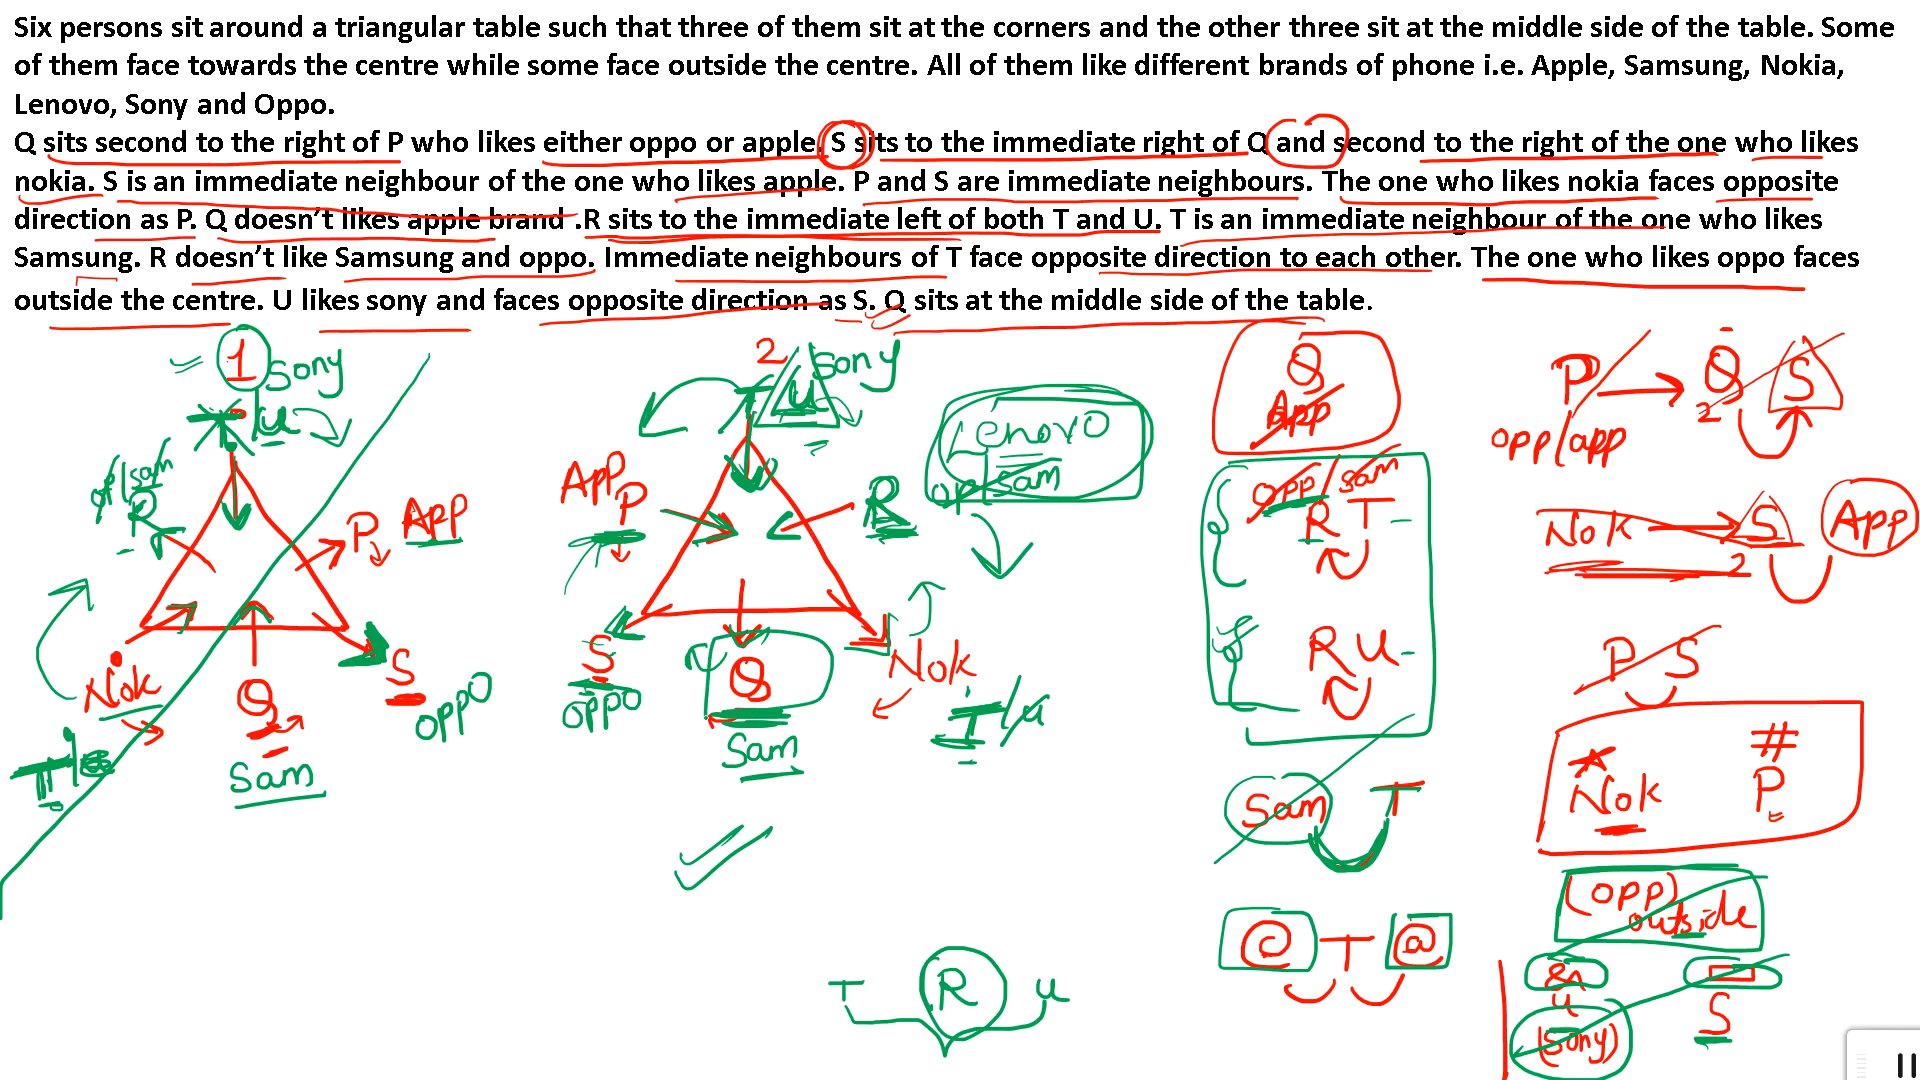 Six persons sit around a triangular table such that three of them sit at the corners and the other three sit at the middle side of the table. Some
of them face towards the centre while some face outside the centre. All of them like different brands of phone i.e. Apple, Samsung, Nokia,
Lenovo, Sony and Oppo.
Q sits second to the right of P who likes either oppo or apple. S sits to the immediate right of Q and second to the right of the one who likes
nokia. S is an immediate neighbour of the one who likes apple. P and S are immediate neighbours. The one who likes nokia faces opposite
direction as P. Q doesn't likes apple brand .R sits to the immediate left of both T and U. T is an immediate neighbour of the one who likes
Samsung. R doesn't like Samsung and oppo. Immediate neighbours of T face opposite direction to each other. The one who likes oppo faces
outside the centre. U likes sony and faces opposite direction as S. Q sits at the middle side of the table.
1 Sony
U
R
P App
Nok
Q
Sam
S
oppo
2 Sony
U
App
P
R
Lenovo
Sam
S
oppo
Q
Sam
Nok
T/U
Q
App
opp/sam
R T
R U
Sam T
@ T @
T R U
P Q S
2
opp/app
Nok S App
2
P S
Nok P
#
(opp)
outside
&
U
(Sony)
S